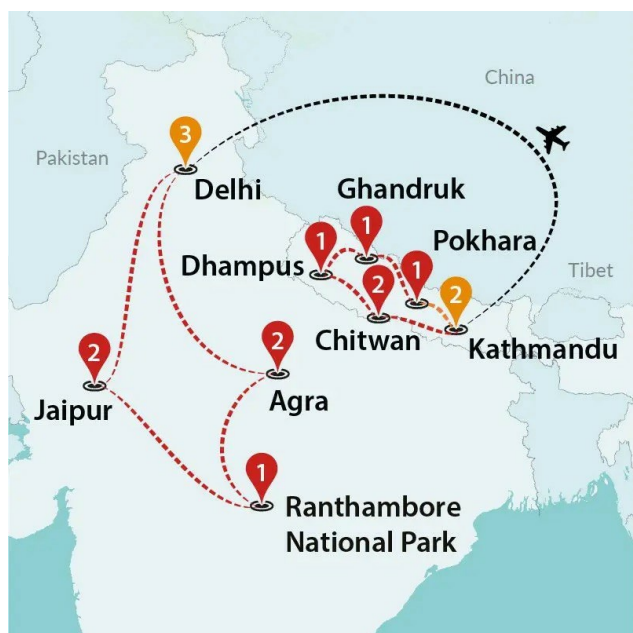 China
3
Pakistan
Delhi
Ghandruk
1
Pokhara
1
Dhampus
1
Tibet
2
2
Chitwan
Kathmandu
2
Jaipur
2
Agra
1
Ranthambore
National Park